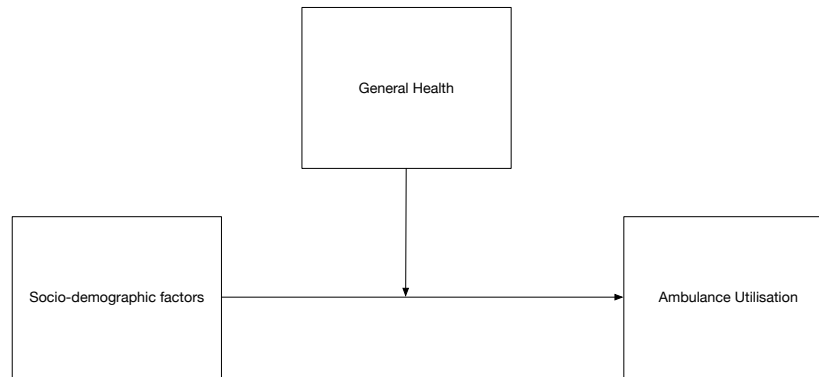 General Health
Socio-demographic factors
Ambulance Utilisation